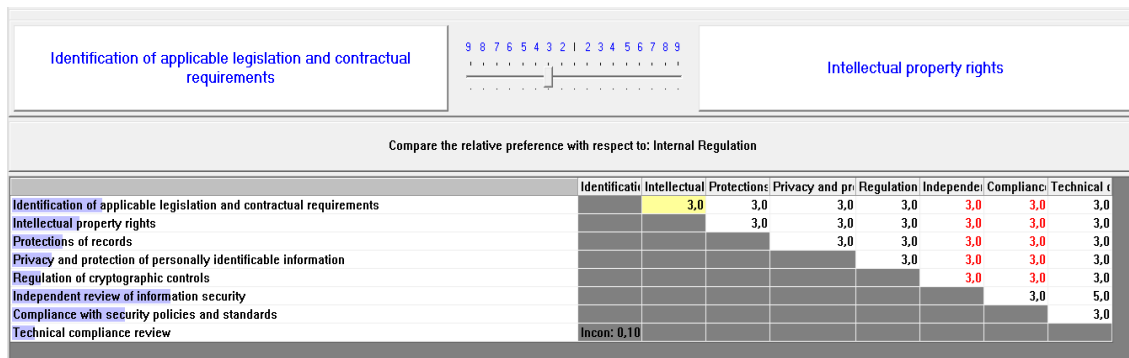 Identification of applicable legislation and contractual
requirements
9 8 7 6 5 4 3 2 1 2 3 4 5 6 7 8 9
Intellectual property rights
Compare the relative preference with respect to: Internal Regulation
Identificatio Intellectual Protections Privacy and pr Regulation Independe Compliance Technical c
Identification of applicable legislation and contractual requirements 3,0 3,0 3,0 3,0 3,0 3,0 3,0
Intellectual property rights 3,0 3,0 3,0 3,0 3,0 3,0
Protections of records 3,0 3,0 3,0 3,0 3,0
Privacy and protection of personally identificable information 3,0 3,0 3,0 3,0
Regulation of cryptographic controls 3,0 3,0 3,0
Independent review of information security 3,0 5,0
Compliance with security policies and standards 3,0
Technical compliance review Incon: 0,10